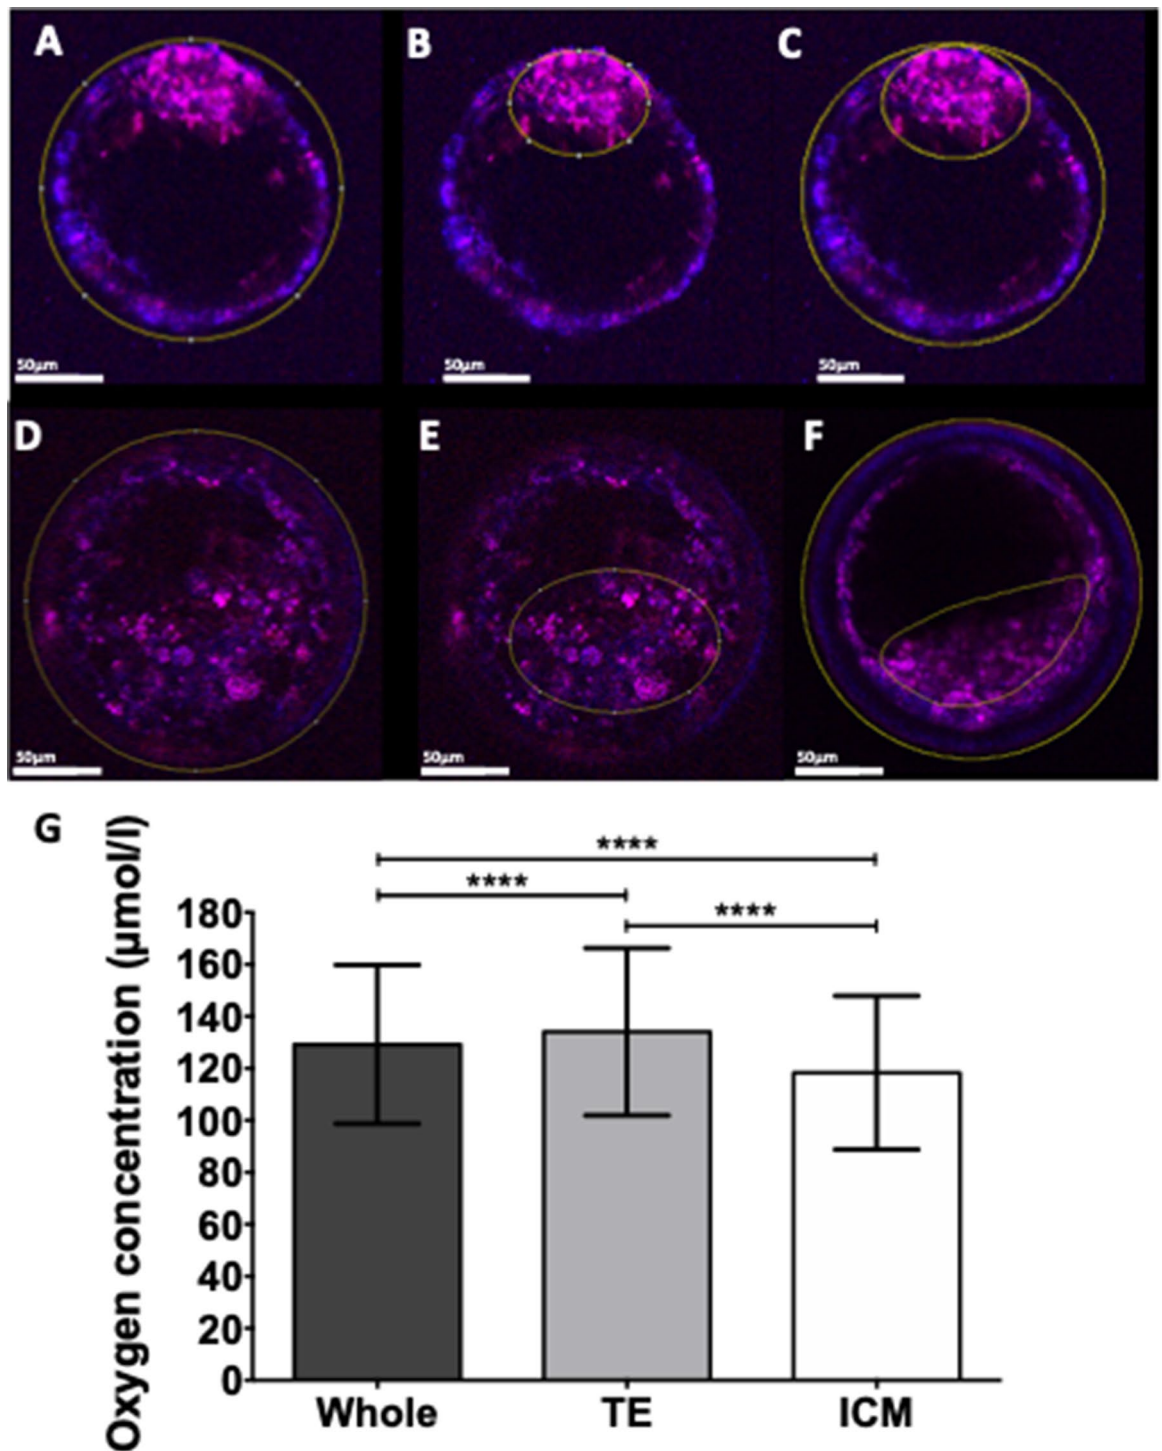 A B C
50µm 50µm 50µm
D E F
50µm 50µm 50µm
G
Oxygen concentration (µmol/l)
****
**** ****
180
160
140
120
100
80
60
40
20
0
Whole TE ICM